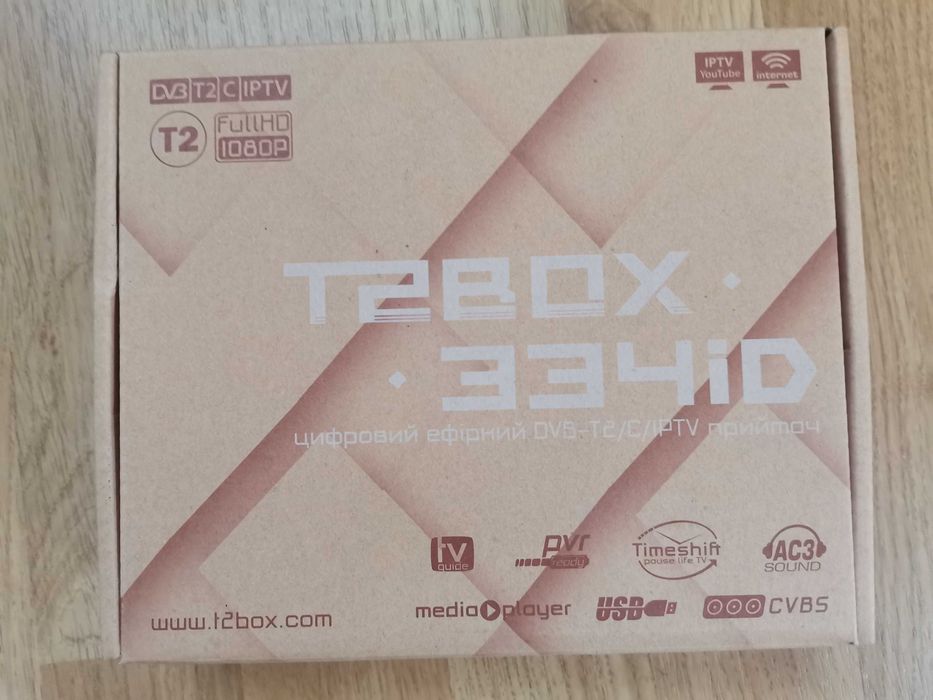 DVB T2 C IPTV
T2 FullHD 1080P
IPTV YouTube
internet
T2BOX
334iD
цифровий ефірний DVB-T2/C/IPTV приймач
tv guide
pvr ready
Timeshift
pause life TV
AC3 SOUND
www.t2box.com
media player
USB
CVBS